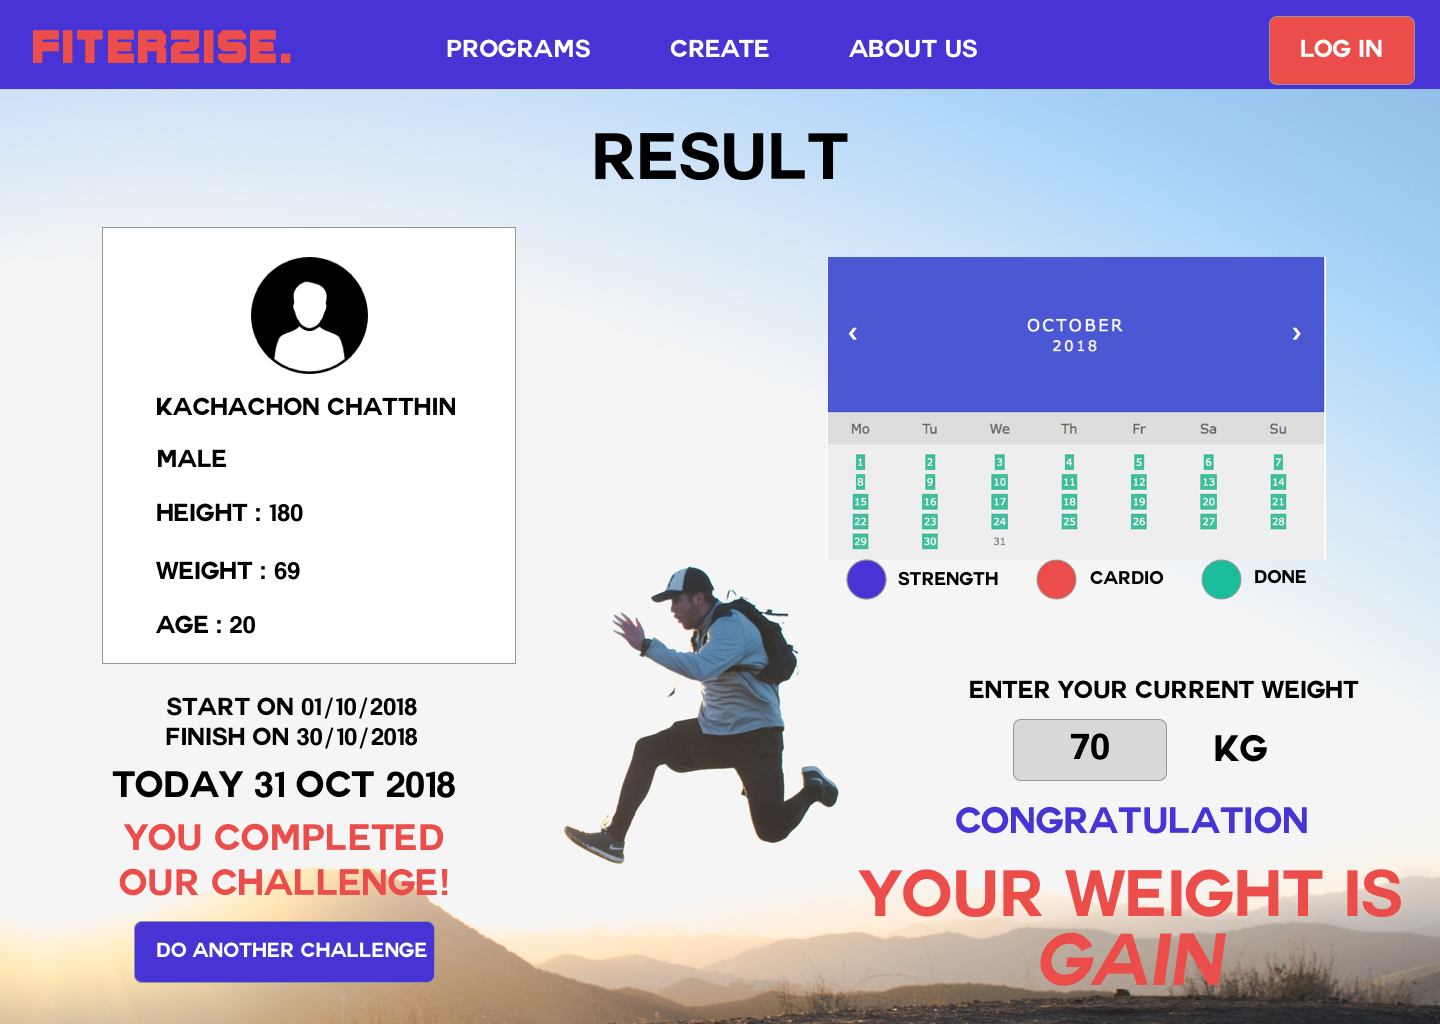 FITERZISE.
PROGRAMS CREATE ABOUT US
LOG IN
RESULT
KACHACHON CHATTHIN
MALE
HEIGHT : 180
WEIGHT : 69
AGE : 20
START ON 01/10/2018
FINISH ON 30/10/2018
TODAY 31 OCT 2018
YOU COMPLETED
OUR CHALLENGE!
DO ANOTHER CHALLENGE
‹ OCTOBER ›
2018
Mo Tu We Th Fr Sa Su
1 2 3 4 5 6 7
8 9 10 11 12 13 14
15 16 17 18 19 20 21
22 23 24 25 26 27 28
29 30 31
STRENGTH CARDIO DONE
ENTER YOUR CURRENT WEIGHT
70 KG
CONGRATULATION
YOUR WEIGHT IS
GAIN